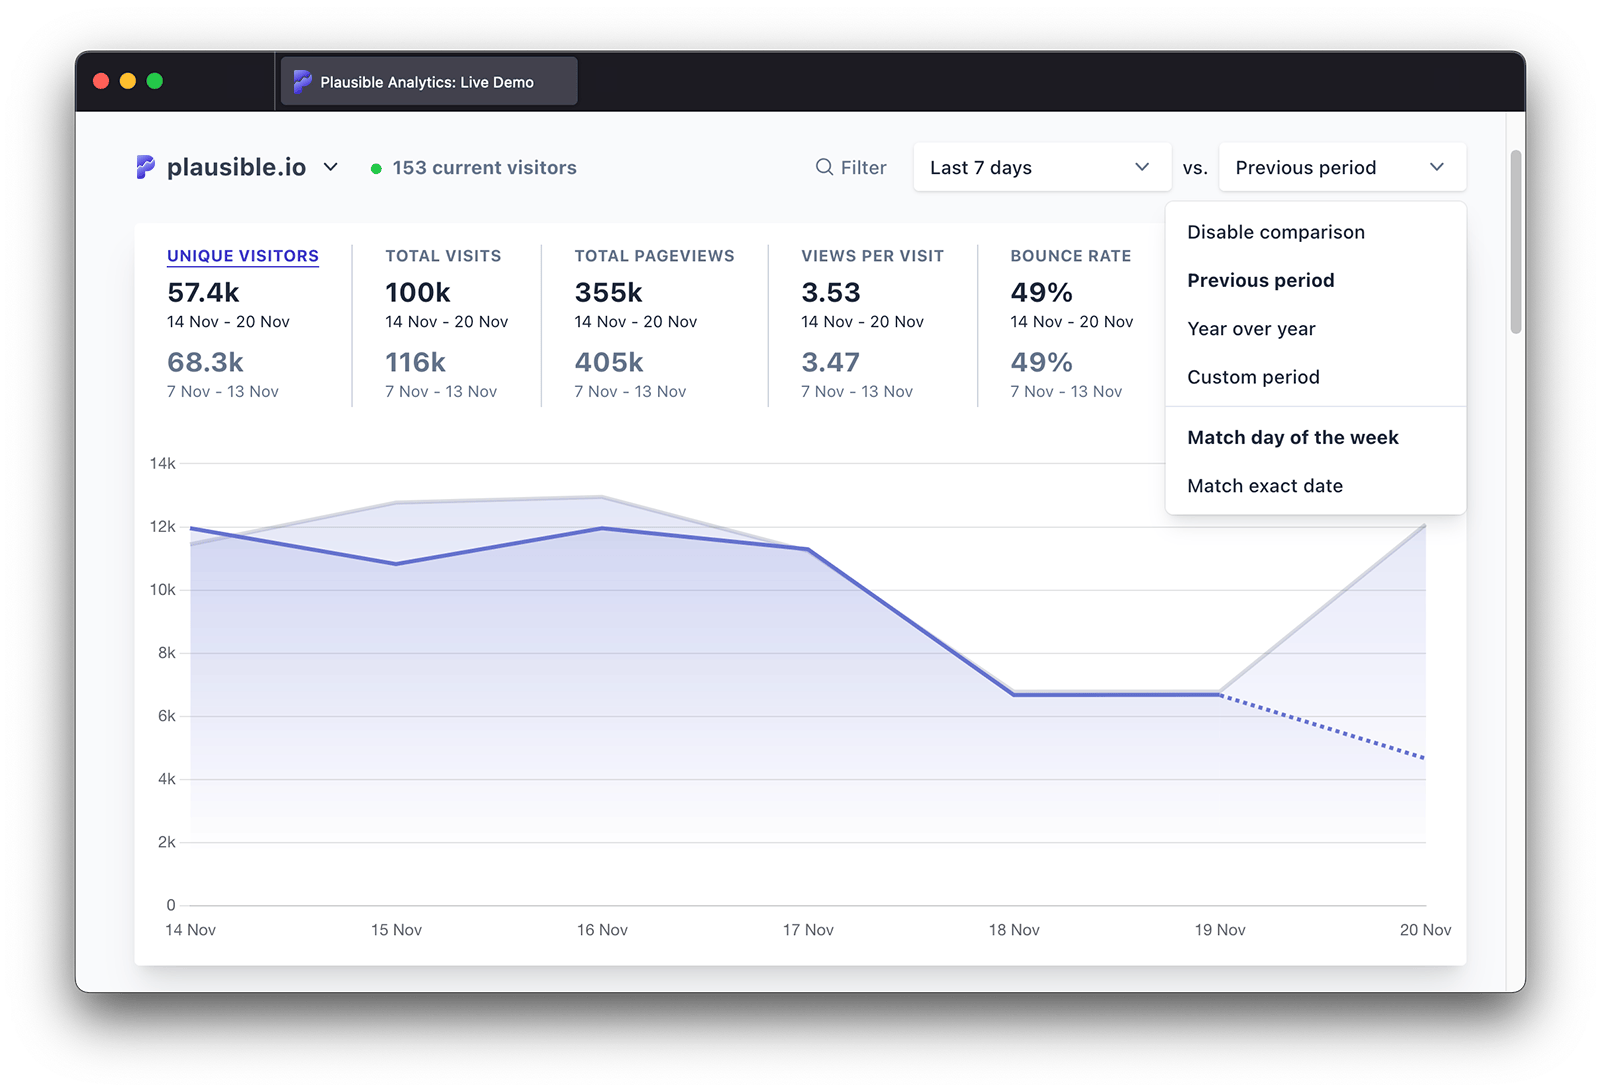 Plausible Analytics: Live Demo
plausible.io
153 current visitors
Filter
Last 7 days
vs.
Previous period
Disable comparison
Previous period
Year over year
Custom period
Match day of the week
Match exact date
UNIQUE VISITORS
57.4k
14 Nov - 20 Nov
68.3k
7 Nov - 13 Nov
TOTAL VISITS
100k
14 Nov - 20 Nov
116k
7 Nov - 13 Nov
TOTAL PAGEVIEWS
355k
14 Nov - 20 Nov
405k
7 Nov - 13 Nov
VIEWS PER VISIT
3.53
14 Nov - 20 Nov
3.47
7 Nov - 13 Nov
BOUNCE RATE
49%
14 Nov - 20 Nov
49%
7 Nov - 13 Nov
14k
12k
10k
8k
6k
4k
2k
0
14 Nov
15 Nov
16 Nov
17 Nov
18 Nov
19 Nov
20 Nov